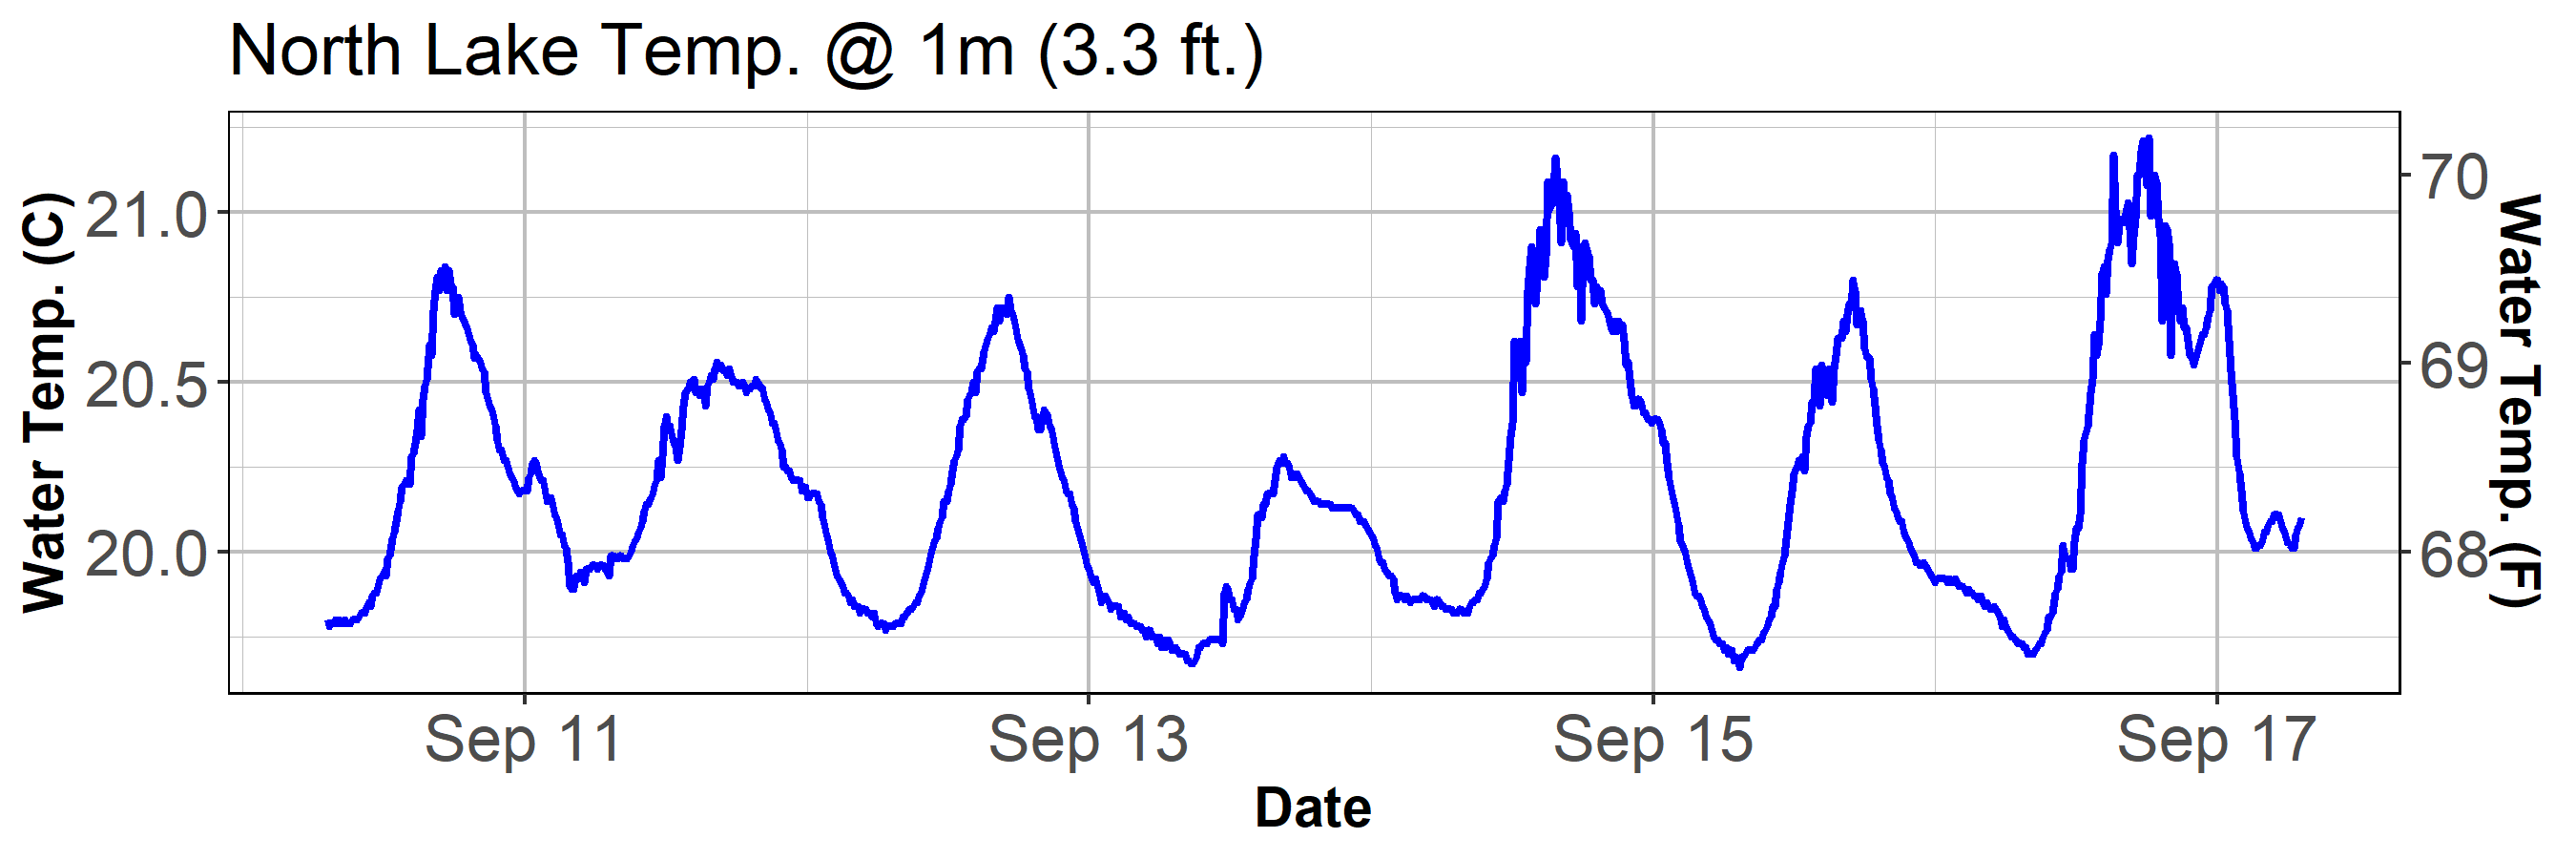 North Lake Temp. @ 1m (3.3 ft.)
Water Temp. (C)
21.0
20.5
20.0
70
69
68
Water Temp. (F)
Sep 11
Sep 13
Sep 15
Sep 17
Date